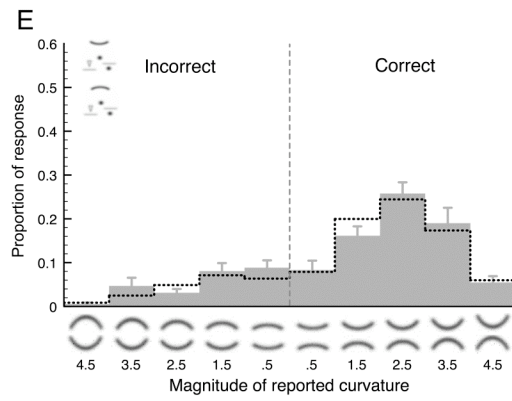 E
0.6
0.5
0.4
0.3
0.2
0.1
0
Proportion of response
Incorrect
Correct
4.5 3.5 2.5 1.5 .5 .5 1.5 2.5 3.5 4.5
Magnitude of reported curvature